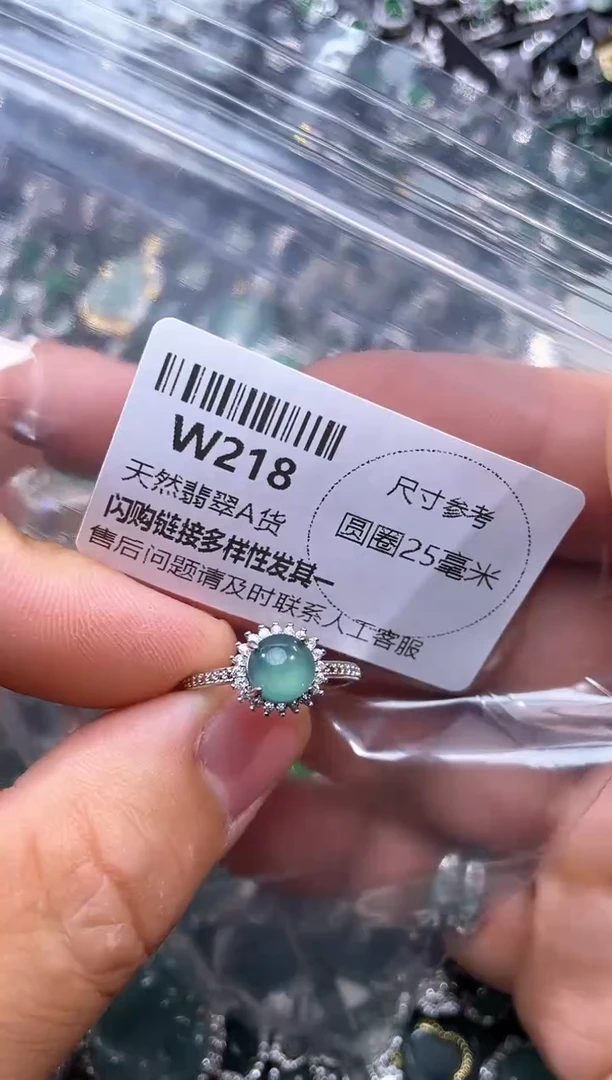 W218
天然翡翠A货
闪购链接多样性发其一
售后问题请及时联系人工客服
尺寸参考
圆圈25毫米